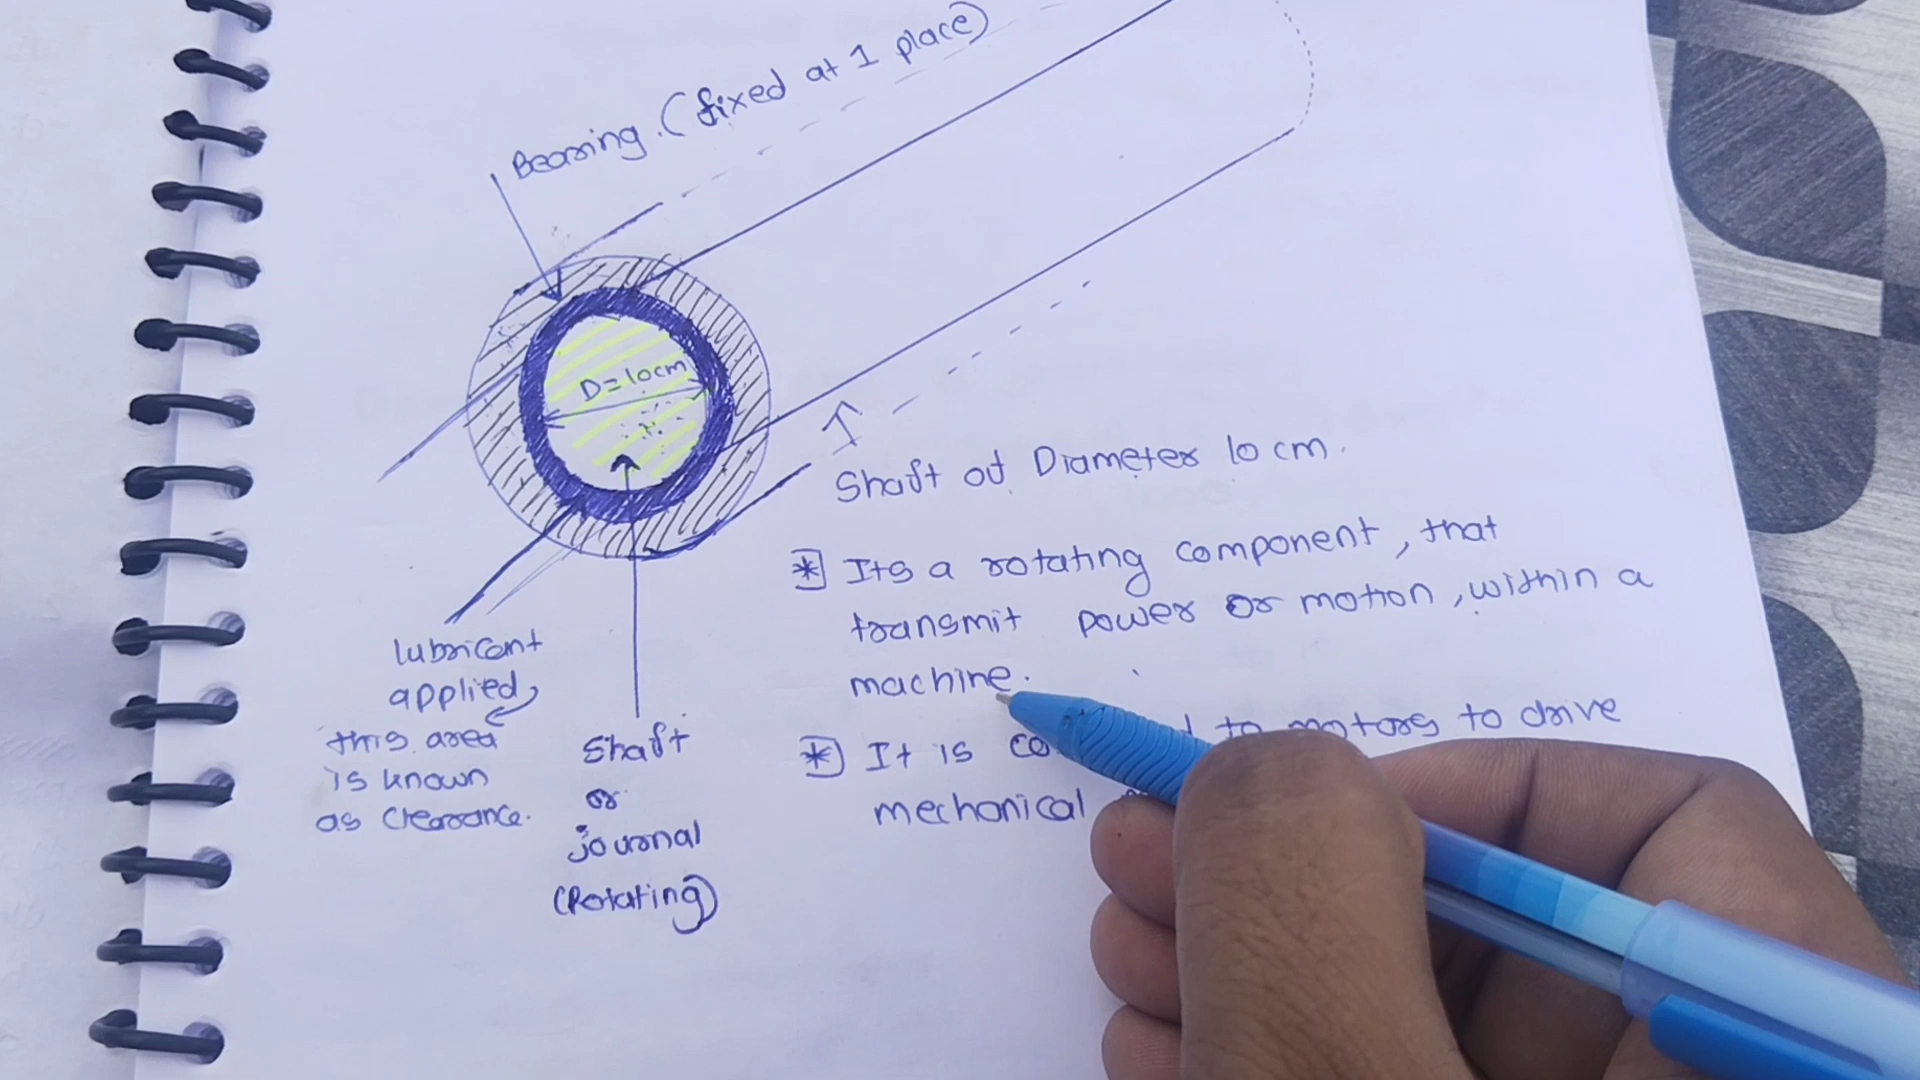 Bearing. (fixed at 1 place)
D=10cm
Shaft of Diameter 10 cm.
* Its a rotating component, that
transmit power or motion, within a
machine.
* It is to motors to drive
mechanical
lubricant
applied
this area
is known
as Clearance.
Shaft
or
journal
(Rotating)